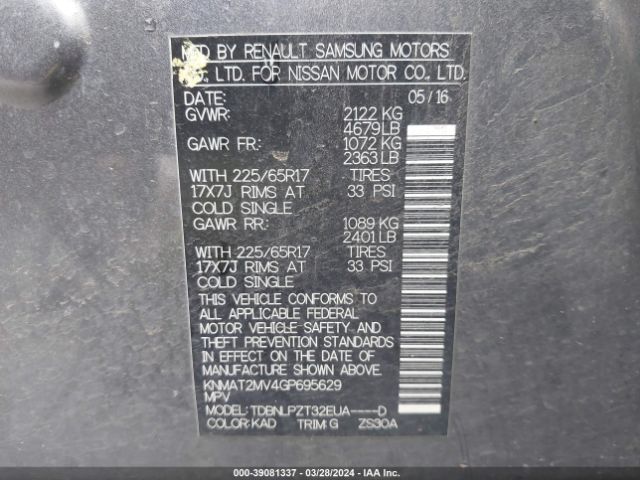 MFD BY RENAULT SAMSUNG MOTORS
LTD. FOR NISSAN MOTOR CO., LTD.
DATE: 05/16
GVWR: 2122 KG
4679 LB
GAWR FR: 1072 KG
2363 LB
WITH 225/65R17 TIRES
17X7J RIMS AT 33 PSI
COLD SINGLE
GAWR RR: 1089 KG
2401 LB
WITH 225/65R17 TIRES
17X7J RIMS AT 33 PSI
COLD SINGLE
THIS VEHICLE CONFORMS TO
ALL APPLICABLE FEDERAL
MOTOR VEHICLE SAFETY AND
THEFT PREVENTION STANDARDS
IN EFFECT ON THE DATE OF
MANUFACTURE SHOWN ABOVE.
KNMAT2MV4GP695629
MPV
MODEL: TDBNLPZT32EUA----D
COLOR: KAD TRIM: G ZS30A
000-39081337 - 03/28/2024 - IAA Inc.